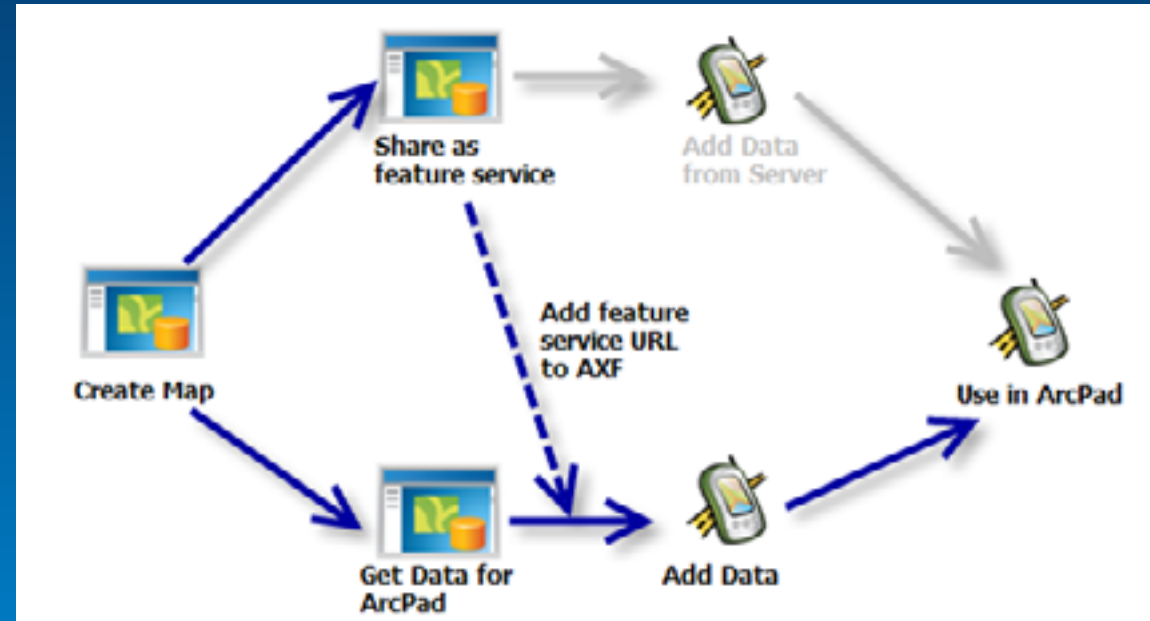 Share as
feature service
Add Data
from Server
Add feature
service URL
to AXF
Create Map
Use in ArcPad
Get Data for
ArcPad
Add Data